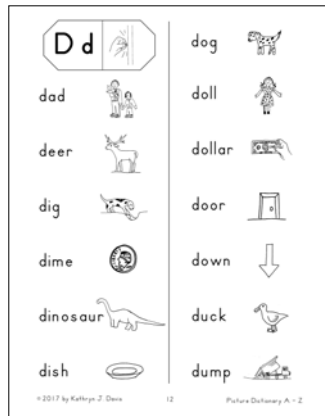 D d
dad
deer
dig
dime
dinosaur
dish
dog
doll
dollar
door
down
duck
dump
© 2017 by Kathryn J. Davis
12
Picture Dictionary A - Z